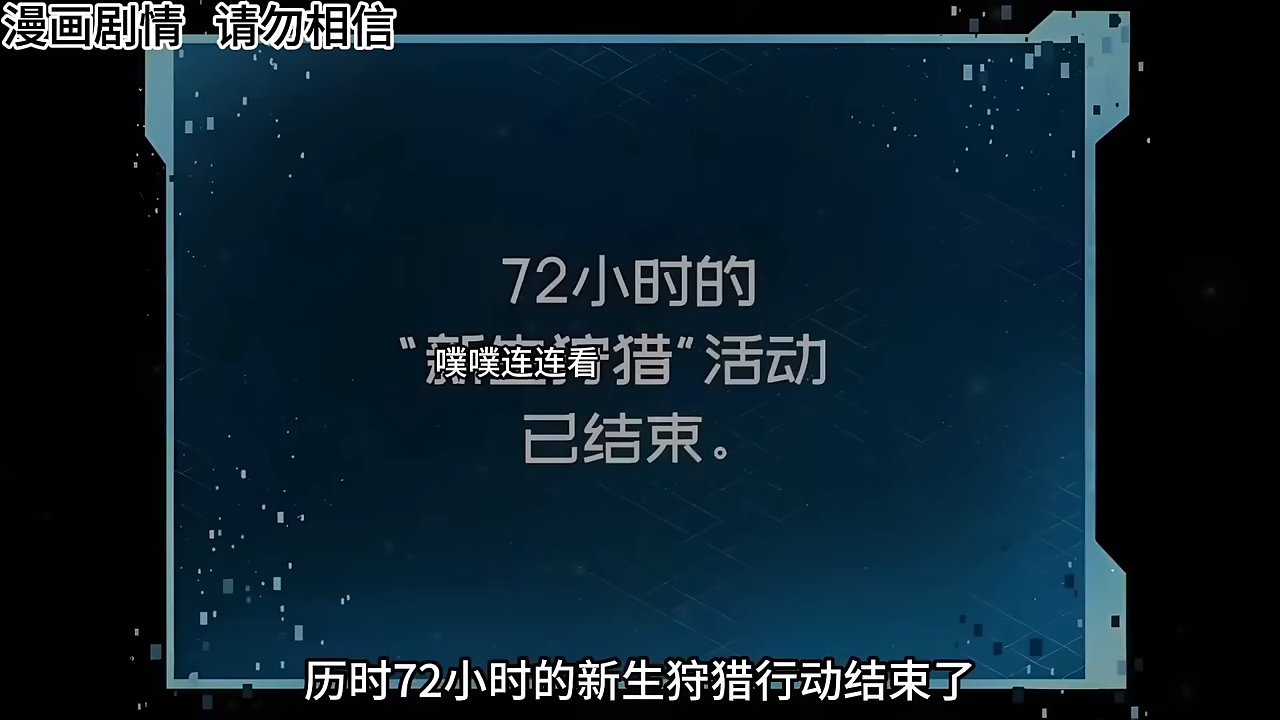 漫画剧情 请勿相信
72小时的
“新生狩猎”活动
噗噗连连看
已结束。
历时72小时的新生狩猎行动结束了